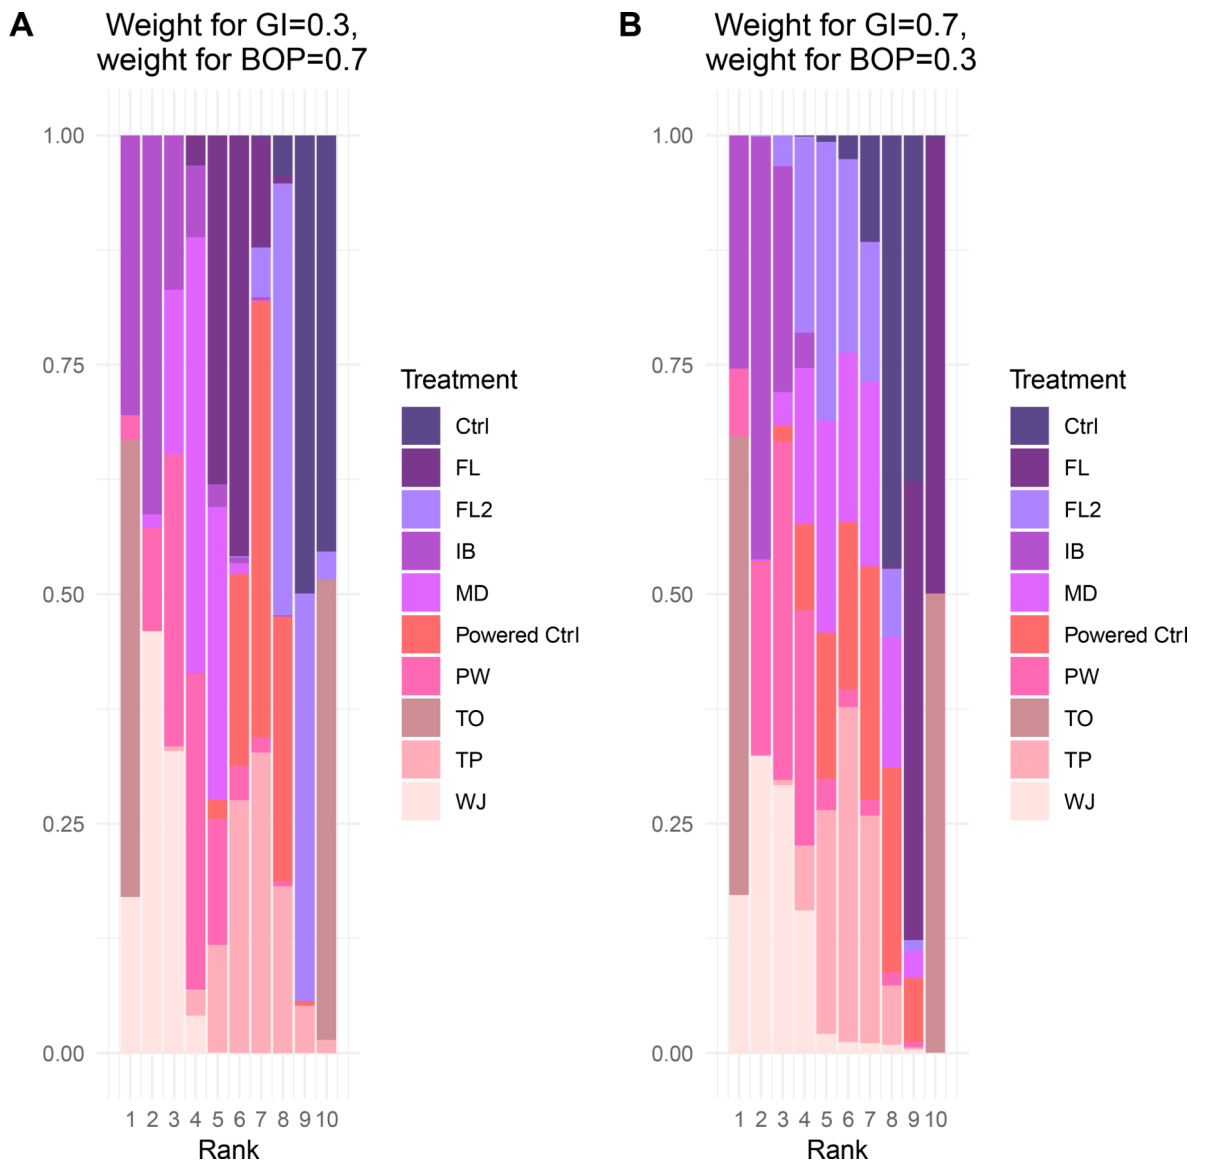 A
Weight for GI=0.3,
weight for BOP=0.7
1.00
0.75
0.50
0.25
0.00
1 2 3 4 5 6 7 8 9 10
Rank
Treatment
Ctrl
FL
FL2
IB
MD
Powered Ctrl
PW
TO
TP
WJ
B
Weight for GI=0.7,
weight for BOP=0.3
1.00
0.75
0.50
0.25
0.00
1 2 3 4 5 6 7 8 9 10
Rank
Treatment
Ctrl
FL
FL2
IB
MD
Powered Ctrl
PW
TO
TP
WJ